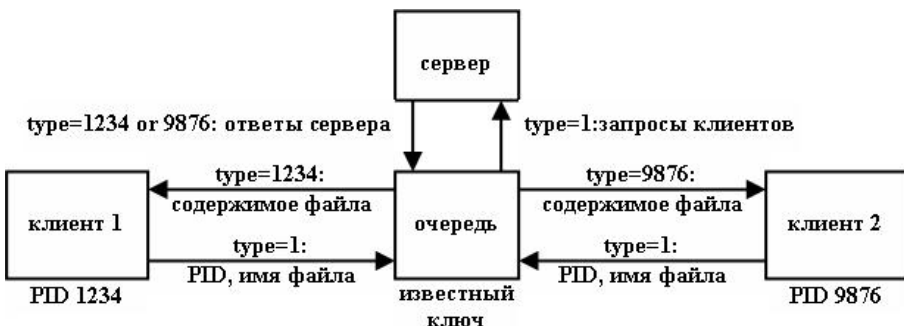 сервер
type=1234 or 9876: ответы сервера
type=1:запросы клиентов
type=1234:
содержимое файла
type=9876:
содержимое файла
клиент 1
очередь
клиент 2
type=1:
PID, имя файла
type=1:
PID, имя файла
PID 1234
известный
ключ
PID 9876